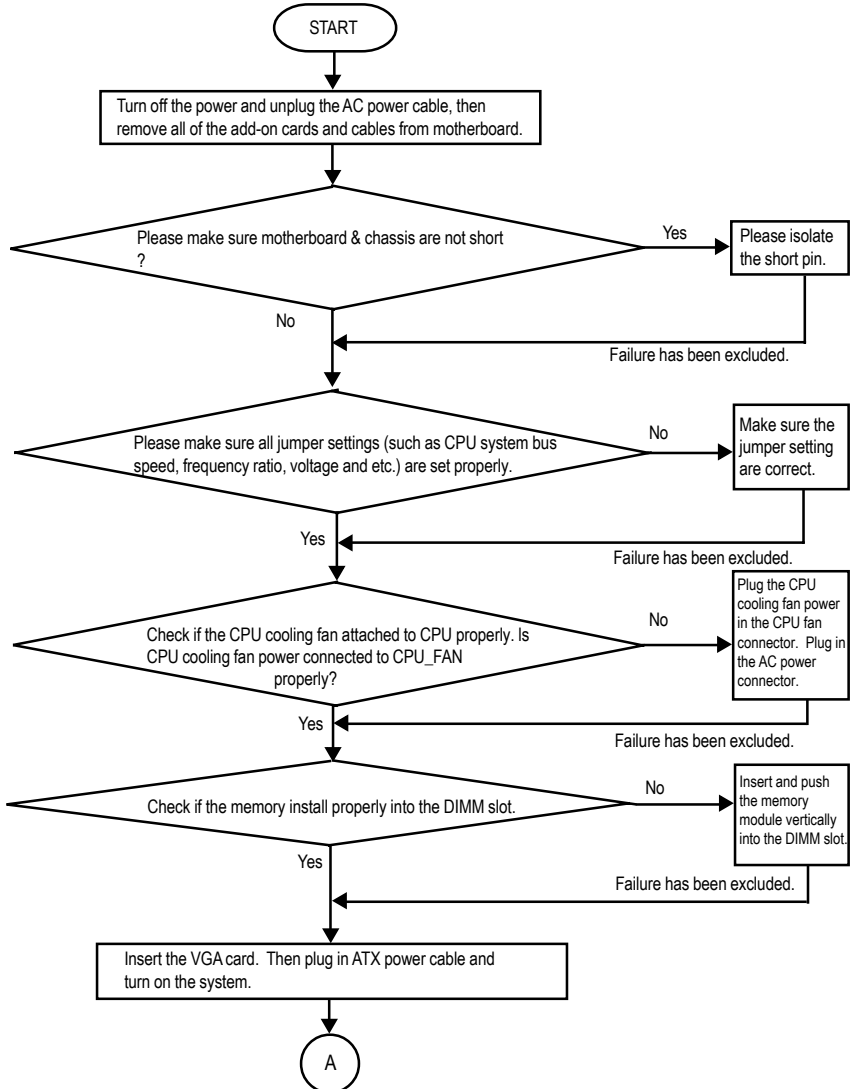 START
Turn off the power and unplug the AC power cable, then
remove all of the add-on cards and cables from motherboard.
Please make sure motherboard & chassis are not short
?
Yes
Please isolate
the short pin.
No
Failure has been excluded.
Please make sure all jumper settings (such as CPU system bus
speed, frequency ratio, voltage and etc.) are set properly.
No
Make sure the
jumper setting
are correct.
Yes
Failure has been excluded.
Check if the CPU cooling fan attached to CPU properly. Is
CPU cooling fan power connected to CPU_FAN
properly?
No
Plug the CPU
cooling fan power
in the CPU fan
connector. Plug in
the AC power
connector.
Yes
Failure has been excluded.
Check if the memory install properly into the DIMM slot.
No
Insert and push
the memory
module vertically
into the DIMM slot.
Yes
Failure has been excluded.
Insert the VGA card. Then plug in ATX power cable and
turn on the system.
A